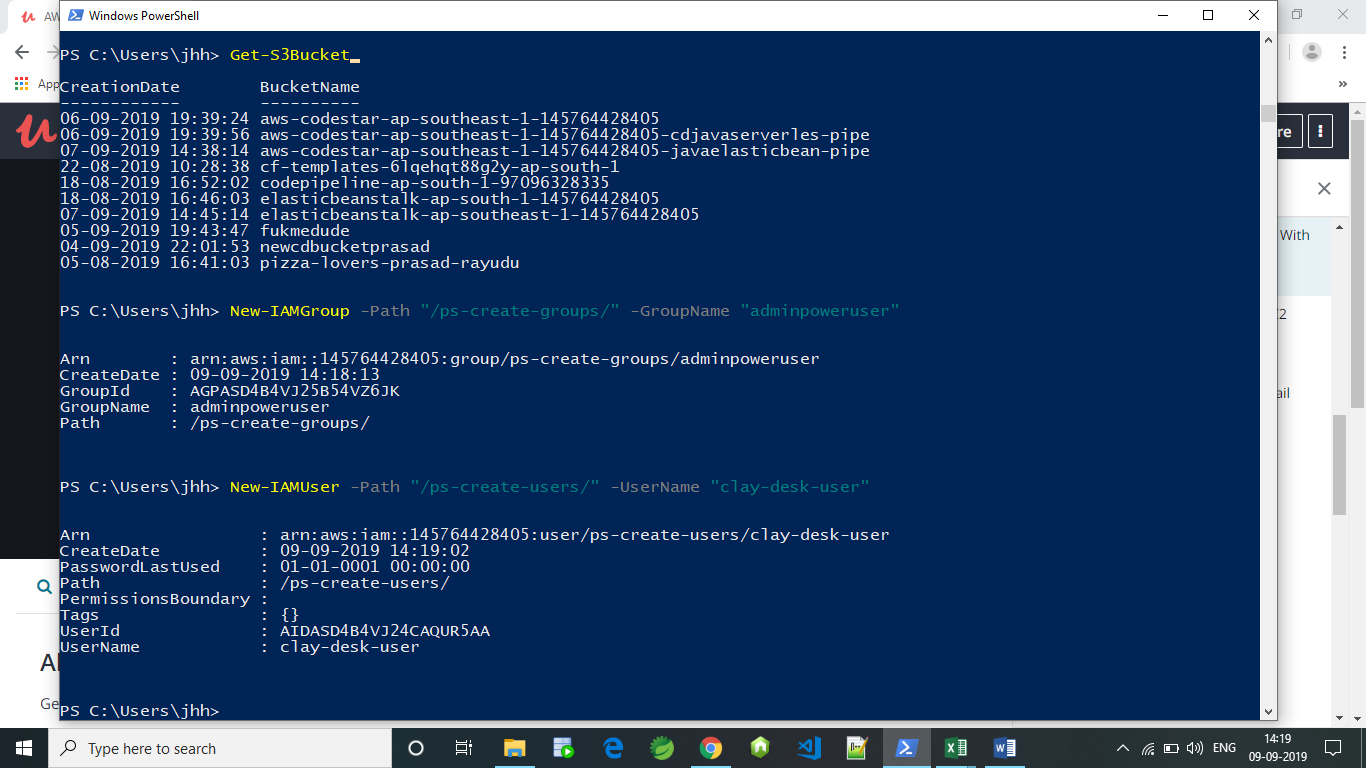 AW
Windows PowerShell
App
»
re
PS C:\Users\jhh> Get-S3Bucket_
CreationDate BucketName
------------ ----------
06-09-2019 19:39:24 aws-codestar-ap-southeast-1-145764428405
06-09-2019 19:39:56 aws-codestar-ap-southeast-1-145764428405-cdjavaserverles-pipe
07-09-2019 14:38:14 aws-codestar-ap-southeast-1-145764428405-javaelasticbean-pipe
22-08-2019 10:28:38 cf-templates-6lqehqt88g2y-ap-south-1
18-08-2019 16:52:02 codepipeline-ap-south-1-97096328335
18-08-2019 16:46:03 elasticbeanstalk-ap-south-1-145764428405
07-09-2019 14:45:14 elasticbeanstalk-ap-southeast-1-145764428405
05-09-2019 19:43:47 fukmedude
04-09-2019 22:01:53 newcdbucketprasad
05-08-2019 16:41:03 pizza-lovers-prasad-rayudu
With
PS C:\Users\jhh> New-IAMGroup -Path "/ps-create-groups/" -GroupName "adminpoweruser"
2
Arn : arn:aws:iam::145764428405:group/ps-create-groups/adminpoweruser
CreateDate : 09-09-2019 14:18:13
GroupId : AGPASD4B4VJ25B54VZ6JK
GroupName : adminpoweruser
Path : /ps-create-groups/
ail
PS C:\Users\jhh> New-IAMUser -Path "/ps-create-users/" -UserName "clay-desk-user"
Arn : arn:aws:iam::145764428405:user/ps-create-users/clay-desk-user
CreateDate : 09-09-2019 14:19:02
PasswordLastUsed : 01-01-0001 00:00:00
Path : /ps-create-users/
PermissionsBoundary :
Tags : {}
UserId : AIDASD4B4VJ24CAQUR5AA
UserName : clay-desk-user
Ge
PS C:\Users\jhh>
Type here to search
ENG
14:19
09-09-2019